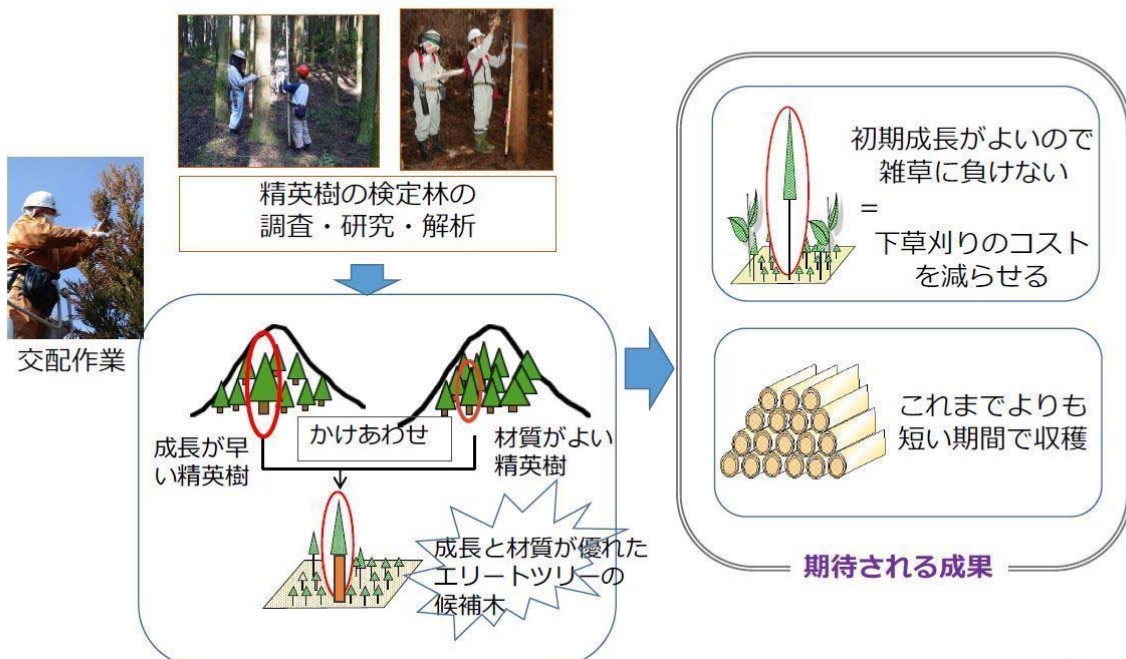 精英樹の検定林の
調査・研究・解析
交配作業
成長が早
い精英樹
かけあわせ
材質がよい
精英樹
成長と材質が優れた
エリートツリーの
候補木
初期成長がよいので
雑草に負けない
=
下草刈りのコスト
を減らせる
これまでよりも
短い期間で収穫
期待される成果